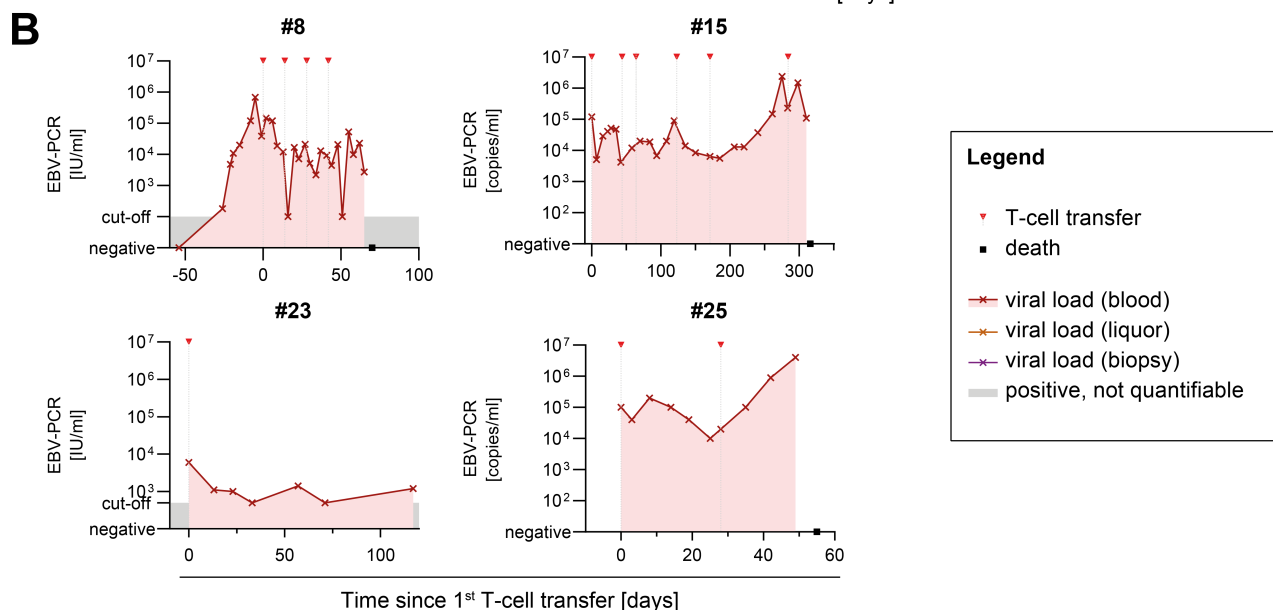 B
#8
10⁷
10⁶
10⁵
10⁴
10³
cut-off
negative
EBV-PCR
[IU/ml]
-50 0 50 100
#15
10⁷
10⁶
10⁵
10⁴
10³
10²
negative
EBV-PCR
[copies/ml]
0 100 200 300
#23
10⁷
10⁶
10⁵
10⁴
10³
cut-off
negative
EBV-PCR
[IU/ml]
0 50 100
#25
10⁷
10⁶
10⁵
10⁴
10³
10²
negative
EBV-PCR
[copies/ml]
0 20 40 60
Time since 1ˢᵗ T-cell transfer [days]
Legend
T-cell transfer
death
viral load (blood)
viral load (liquor)
viral load (biopsy)
positive, not quantifiable